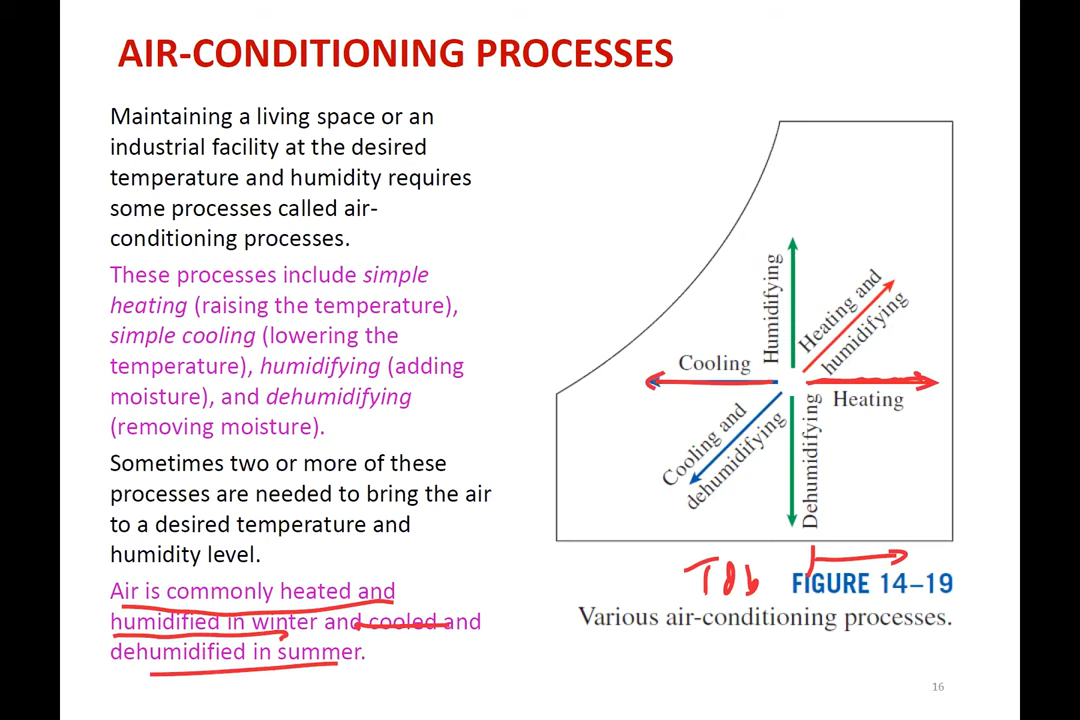 AIR-CONDITIONING PROCESSES
Maintaining a living space or an
industrial facility at the desired
temperature and humidity requires
some processes called air-
conditioning processes.
These processes include simple
heating (raising the temperature),
simple cooling (lowering the
temperature), humidifying (adding
moisture), and dehumidifying
(removing moisture).
Sometimes two or more of these
processes are needed to bring the air
to a desired temperature and
humidity level.
Air is commonly heated and
humidified in winter and cooled and
dehumidified in summer.
Humidifying
Heating and
humidifying
Cooling
Heating
Cooling and
dehumidifying
Dehumidifying
Tdb
FIGURE 14–19
Various air-conditioning processes.
16